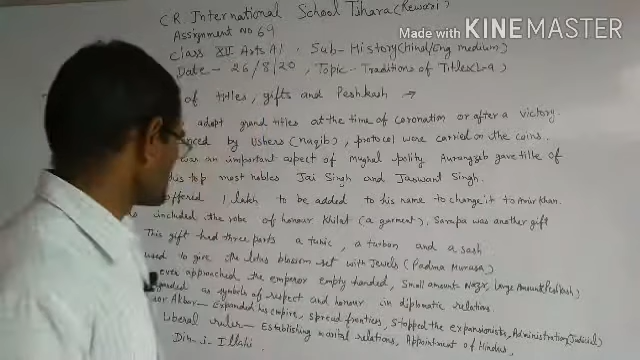 C.R. International School Jihara (Rewari)
Made with KINEMASTER
Assignment No 69
Class XII Arts A1, Sub-History (Hindi/Eng medium)
Date - 26/8/20, Topic - Traditions of Titles (L-9)
of titles, gifts and Peshkash →
adopt grand titles at the time of coronation or after a victory.
by Ushers (naqib), protocol were carried on the coins.
was an important aspect of Mughal polity Aurangzeb gave title of
top most nobles Jai Singh and Jaswant Singh.
offered 1 lakh to be added to his name to change it to Amir Khan.
included the robe of honour Khilat (a garment), Sarapa was another gift
This gift had three parts a tunic, a turbon and a sash
used to give the lotus blossom set with Jewels (Padma Murasa)
ever approached the emperor empty handed, Small amount Nazr, Large Amount Peshkash)
as symbols of respect and honour in diplomatic relations
Akbar - Expanded his empire, spread frontiers, stopped the expansionists, Administration (Judicial)
Liberal ruler - Establishing marital relations, Appointment of Hindus
Din-i-Illahi